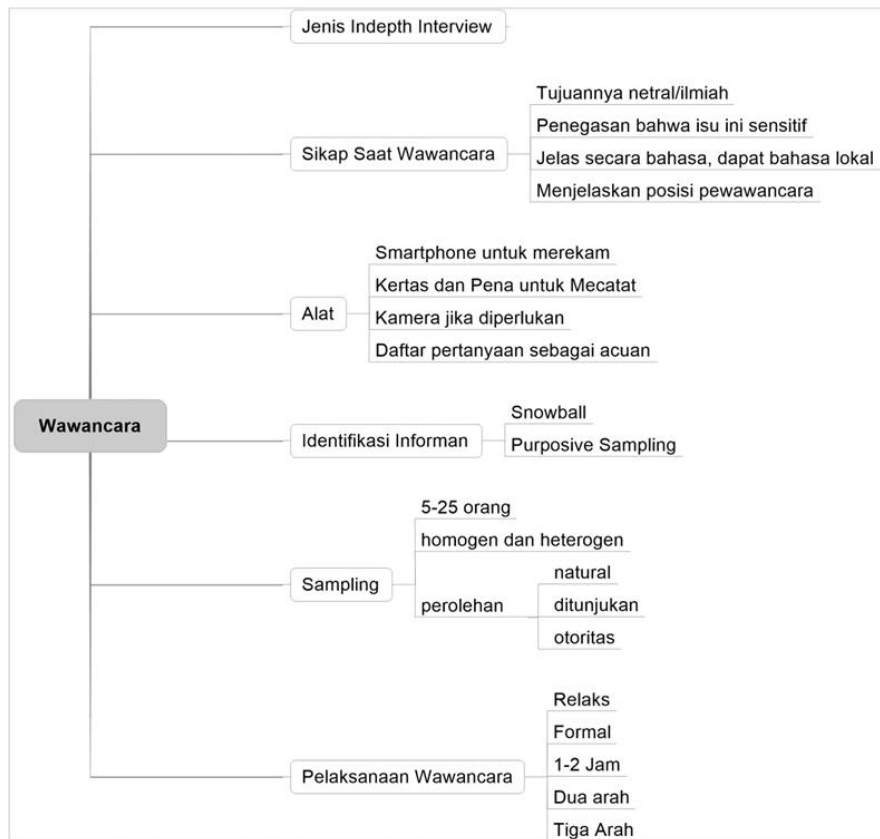 Wawancara
Jenis Indepth Interview
Sikap Saat Wawancara
Tujuannya netral/ilmiah
Penegasan bahwa isu ini sensitif
Jelas secara bahasa, dapat bahasa lokal
Menjelaskan posisi pewawancara
Alat
Smartphone untuk merekam
Kertas dan Pena untuk Mecatat
Kamera jika diperlukan
Daftar pertanyaan sebagai acuan
Identifikasi Informan
Snowball
Purposive Sampling
Sampling
5-25 orang
homogen dan heterogen
perolehan
natural
ditunjukan
otoritas
Pelaksanaan Wawancara
Relaks
Formal
1-2 Jam
Dua arah
Tiga Arah